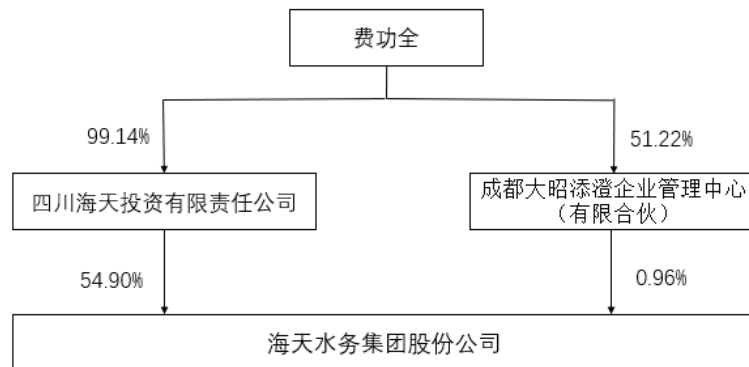 费功全
99.14%
51.22%
四川海天投资有限责任公司
成都大昭添澄企业管理中心
（有限合伙）
54.90%
0.96%
海天水务集团股份公司